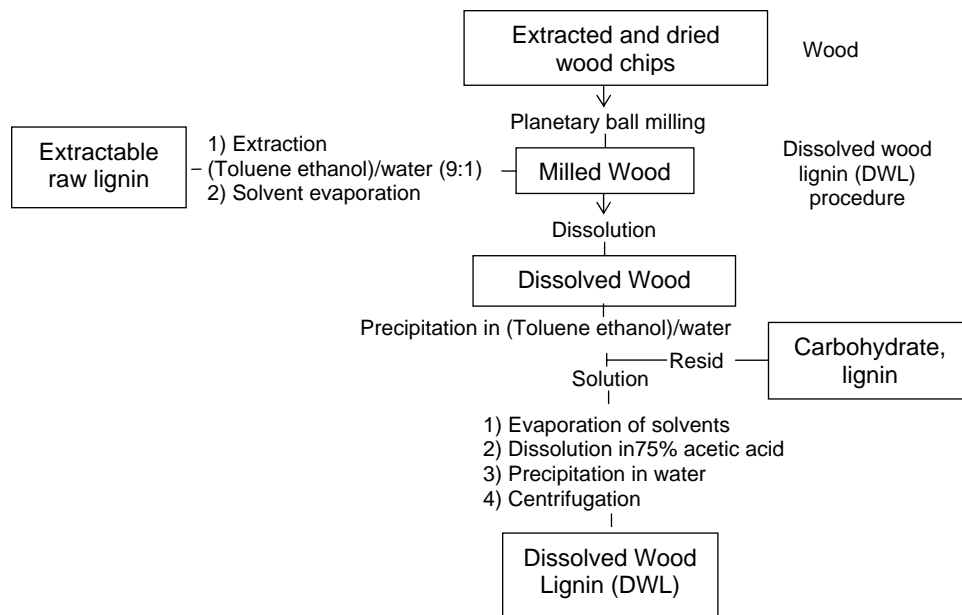 Extracted and dried
wood chips
Wood
Planetary ball milling
Extractable
raw lignin
1) Extraction
(Toluene ethanol)/water (9:1)
2) Solvent evaporation
Milled Wood
Dissolved wood
lignin (DWL)
procedure
Dissolution
Dissolved Wood
Precipitation in (Toluene ethanol)/water
Resid
Carbohydrate,
lignin
Solution
1) Evaporation of solvents
2) Dissolution in75% acetic acid
3) Precipitation in water
4) Centrifugation
Dissolved Wood
Lignin (DWL)